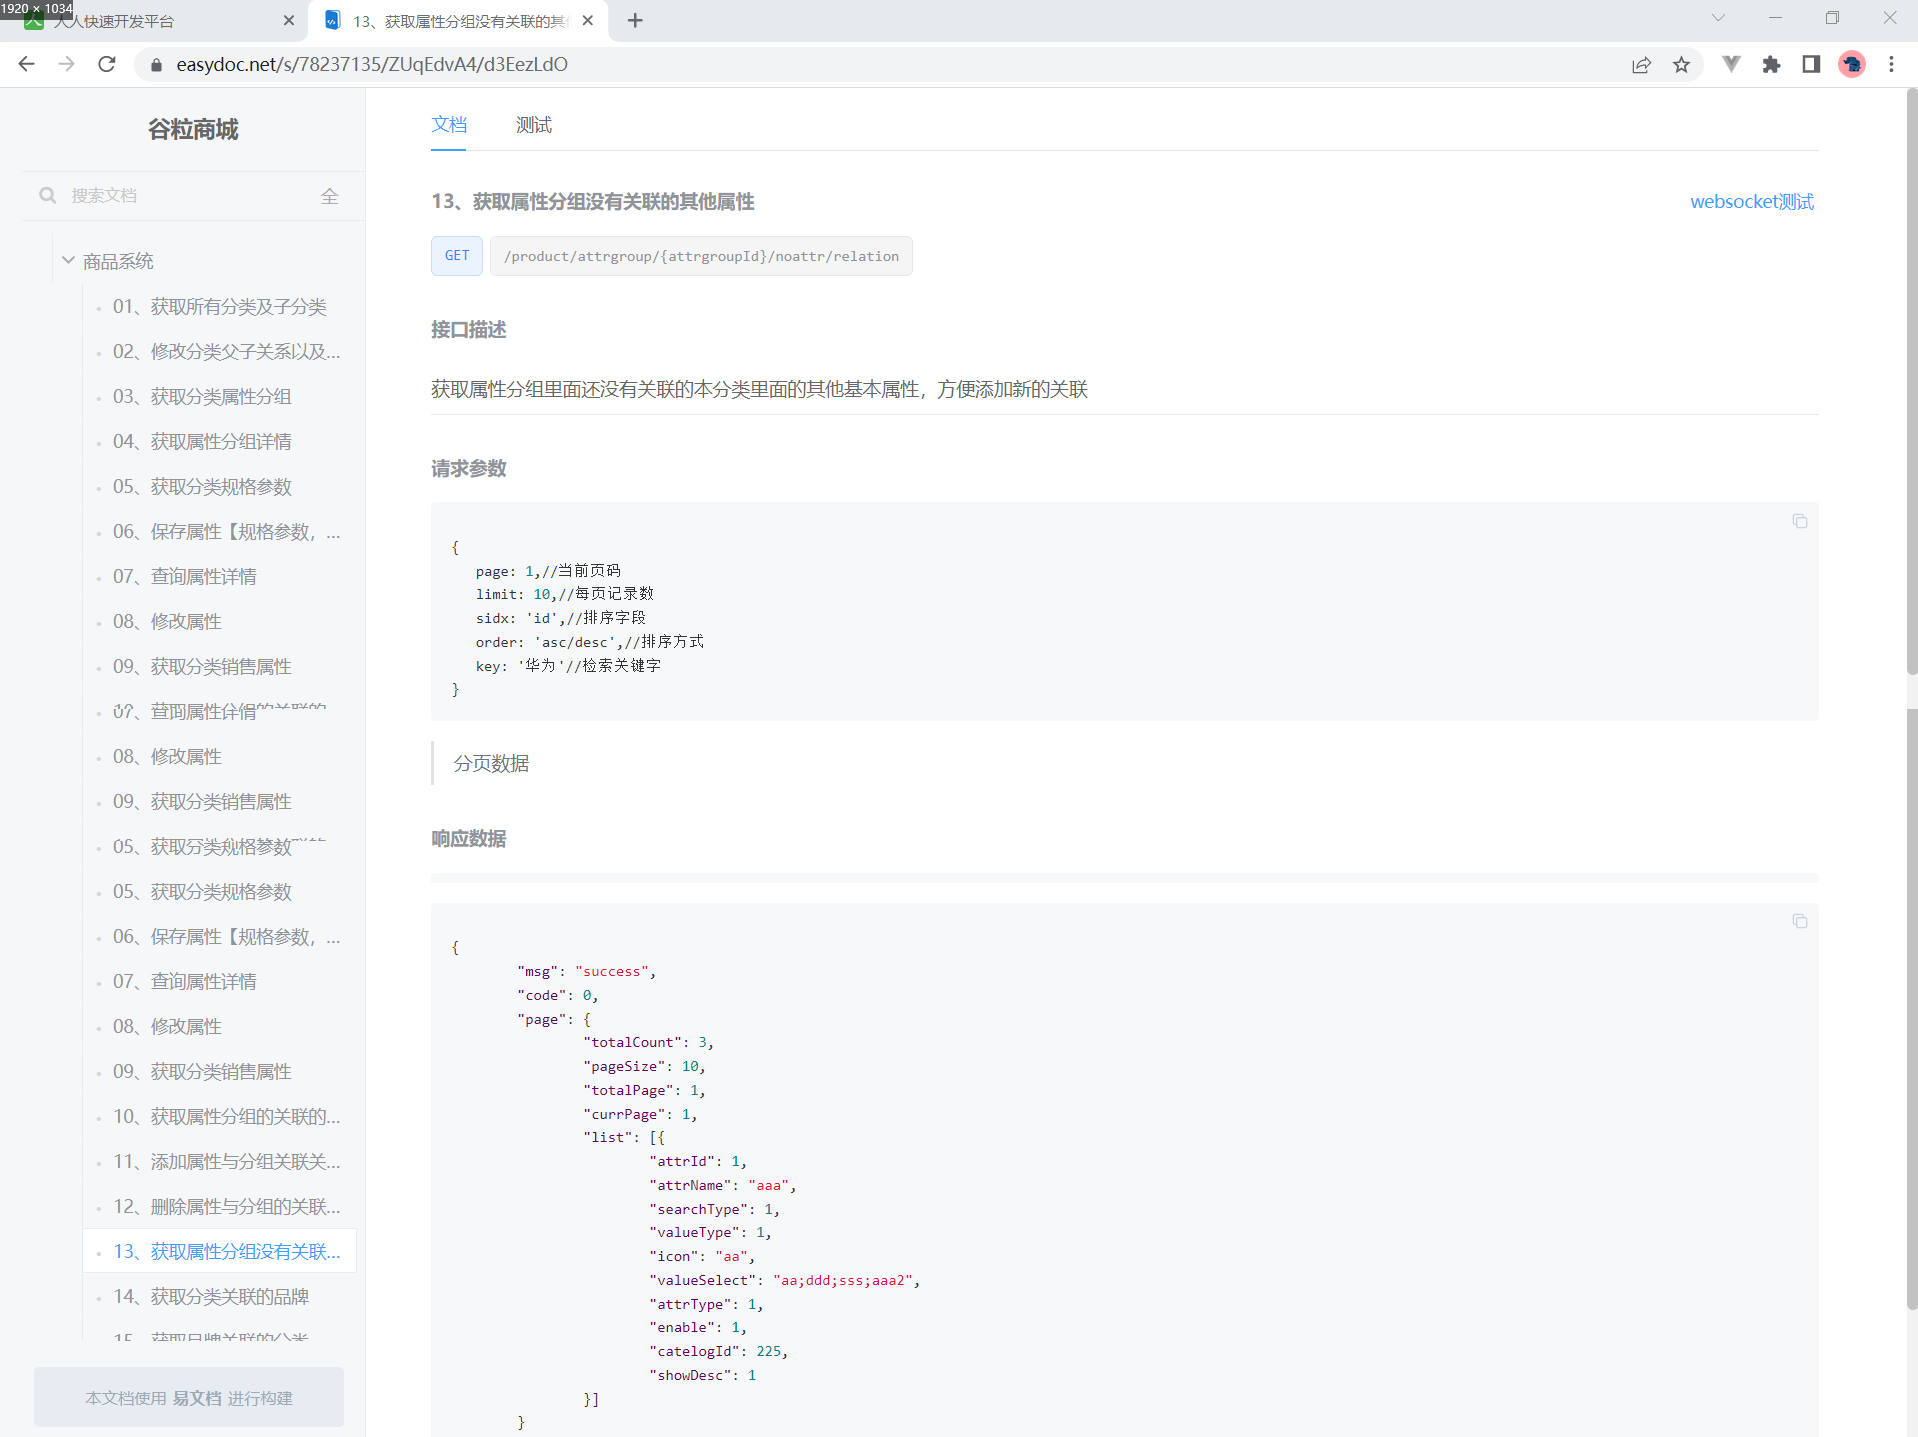 1920 × 1034
人人快速开发平台
13、获取属性分组没有关联的其
easydoc.net/s/78237135/ZUqEdvA4/d3EezLdO
谷粒商城
搜索文档
全
商品系统
01、获取所有分类及子分类
02、修改分类父子关系以及...
03、获取分类属性分组
04、获取属性分组详情
05、获取分类规格参数
06、保存属性【规格参数，...
07、查询属性详情
08、修改属性
09、获取分类销售属性
08、修改属性
09、获取分类销售属性
05、获取分类规格参数
05、获取分类规格参数
06、保存属性【规格参数，...
07、查询属性详情
08、修改属性
09、获取分类销售属性
10、获取属性分组的关联的...
11、添加属性与分组关联关...
12、删除属性与分组的关联...
13、获取属性分组没有关联...
14、获取分类关联的品牌
15、获取品牌关联的分类
本文档使用 易文档 进行构建
文档
测试
13、获取属性分组没有关联的其他属性
websocket测试
GET
/product/attrgroup/{attrgroupId}/noattr/relation
接口描述
获取属性分组里面还没有关联的本分类里面的其他基本属性，方便添加新的关联
请求参数
{
page: 1,//当前页码
limit: 10,//每页记录数
sidx: 'id',//排序字段
order: 'asc/desc',//排序方式
key: '华为'//检索关键字
}
分页数据
响应数据
{
"msg": "success",
"code": 0,
"page": {
"totalCount": 3,
"pageSize": 10,
"totalPage": 1,
"currPage": 1,
"list": [{
"attrId": 1,
"attrName": "aaa",
"searchType": 1,
"valueType": 1,
"icon": "aa",
"valueSelect": "aa;ddd;sss;aaa2",
"attrType": 1,
"enable": 1,
"catelogId": 225,
"showDesc": 1
}]
}